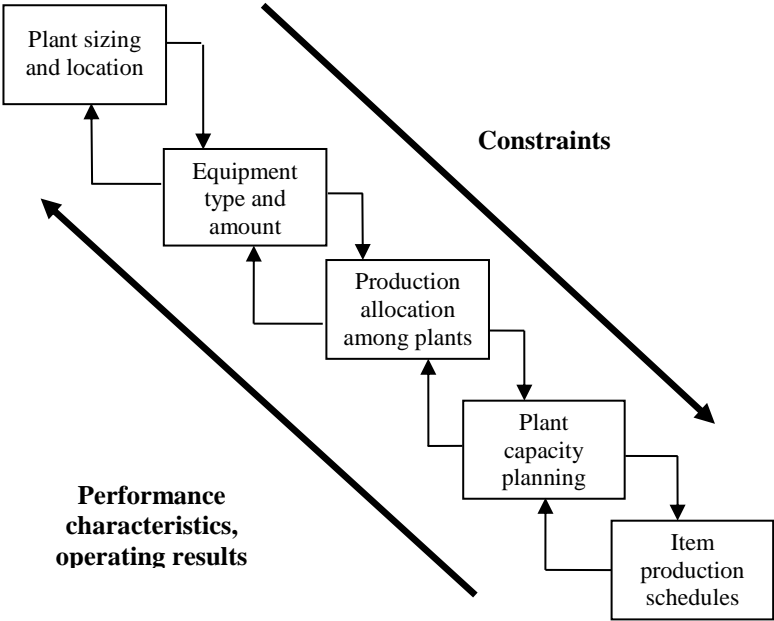 Plant sizing
and location
Constraints
Equipment
type and
amount
Production
allocation
among plants
Plant
capacity
planning
Performance
characteristics,
operating results
Item
production
schedules